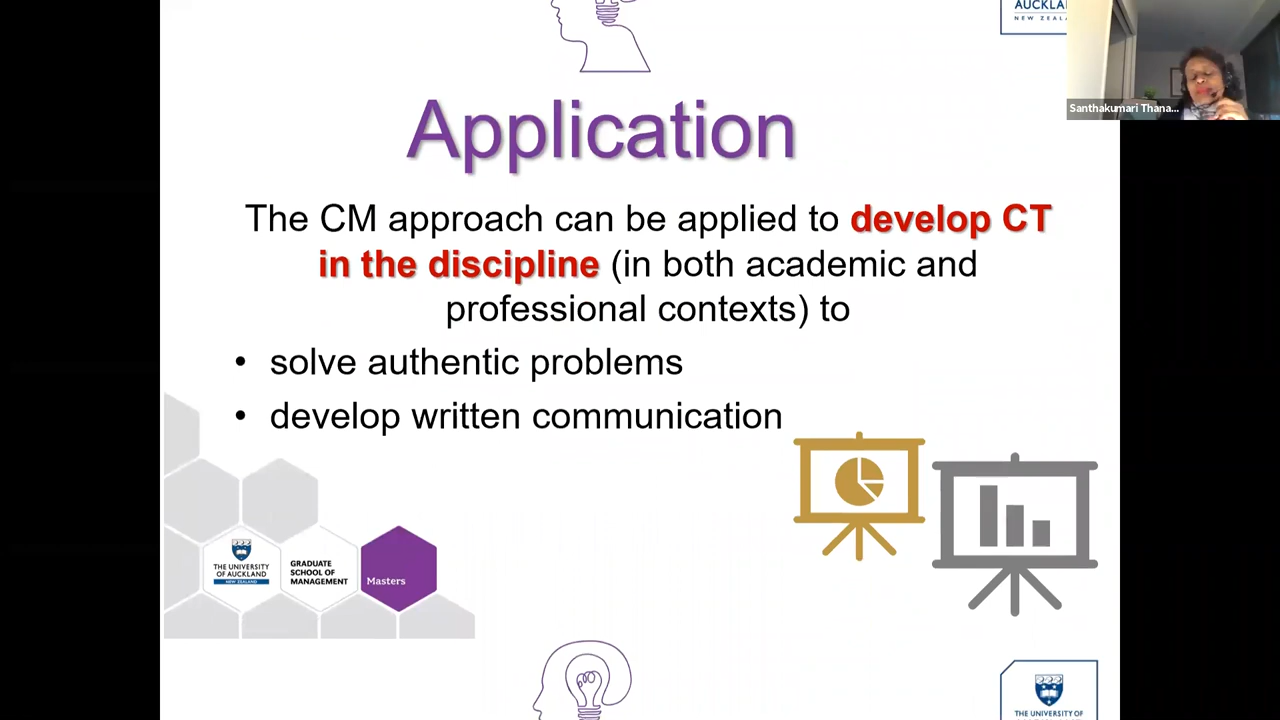 AUCKLA
NEW ZEALA
Santhakumari Thana...
Application
The CM approach can be applied to develop CT
in the discipline (in both academic and
professional contexts) to
• solve authentic problems
• develop written communication
THE UNIVERSITY
OF AUCKLAND
NEW ZEALAND
GRADUATE
SCHOOL OF
MANAGEMENT
Masters
THE UNIVERSITY OF